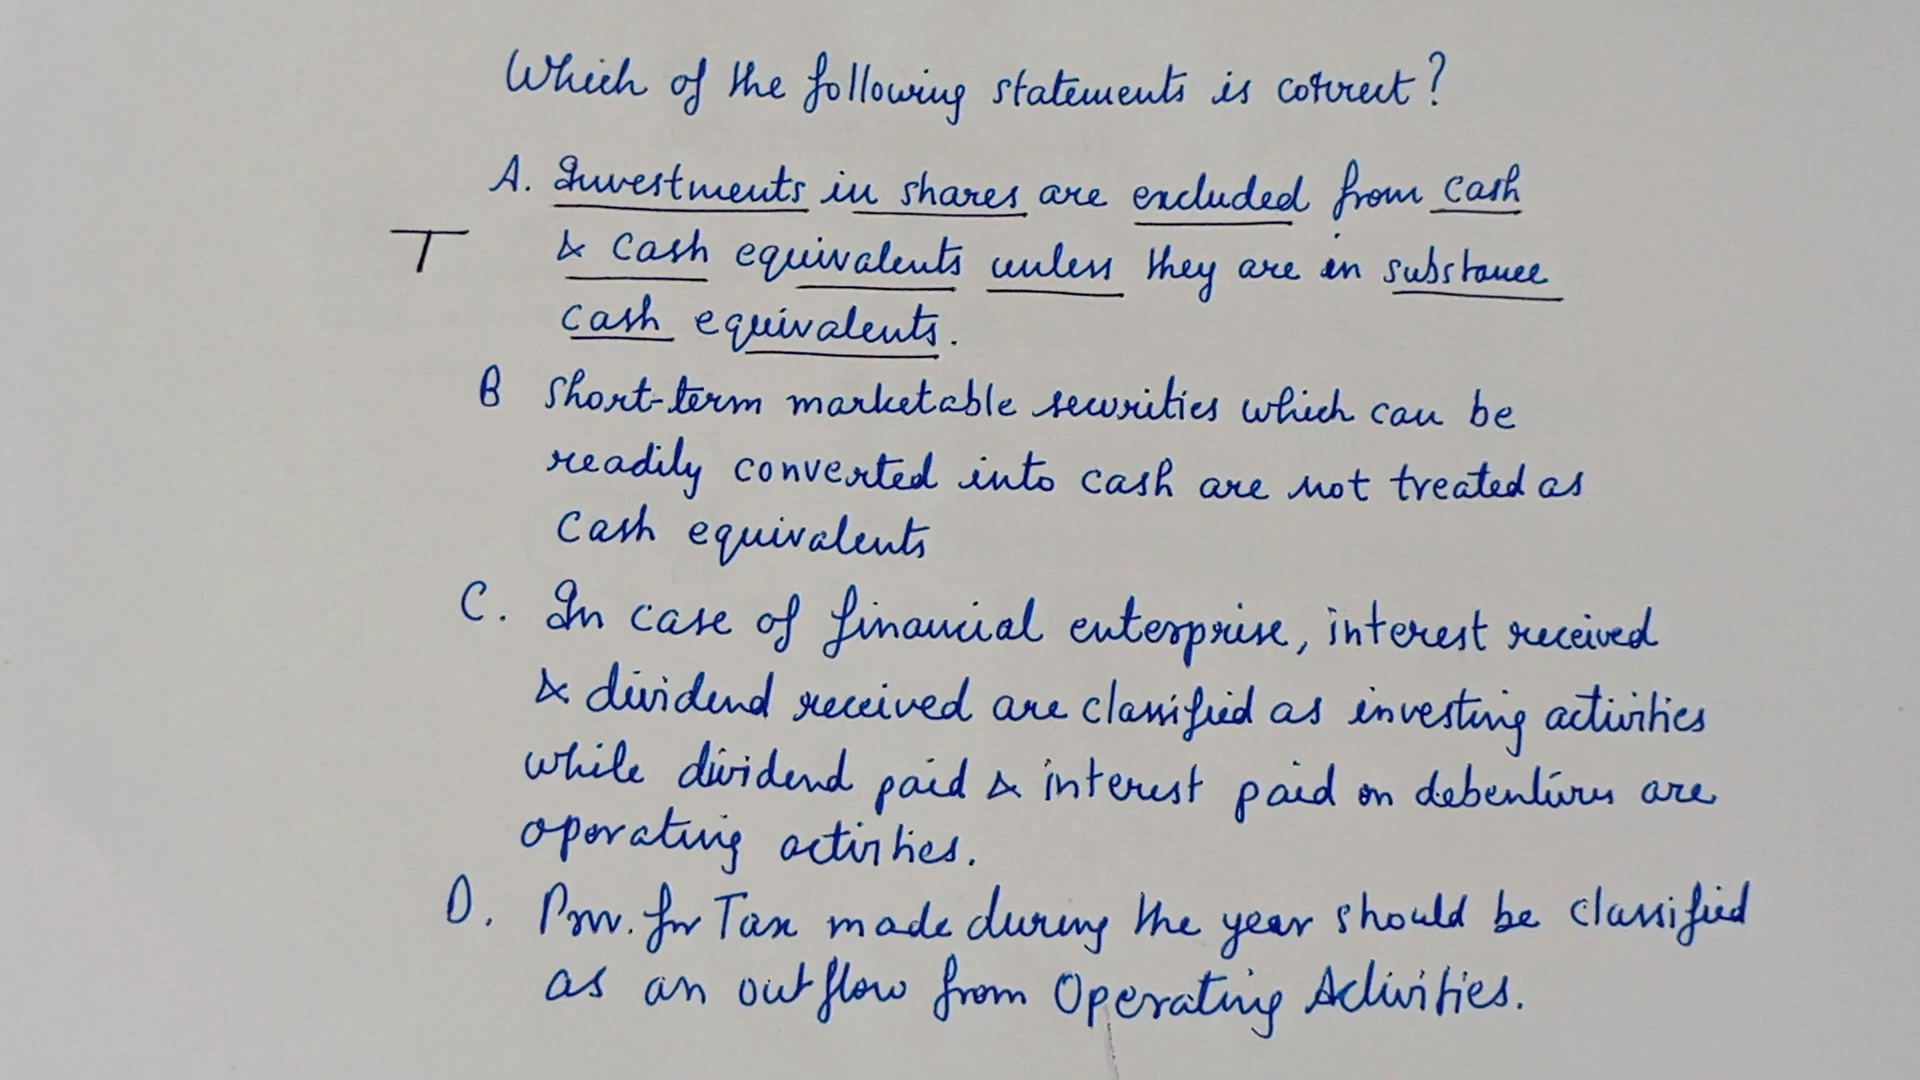 Which of the following statements is correct?
A. Investments in shares are excluded from cash
T & cash equivalents unless they are in substance
cash equivalents.
B Short-term marketable securities which can be
readily converted into cash are not treated as
Cash equivalents
C. In case of financial enterprise, interest received
& dividend received are classified as investing activities
while dividend paid & interest paid on debentures are
operating activities.
D. Prov. for Tax made during the year should be classified
as an outflow from Operating Activities.